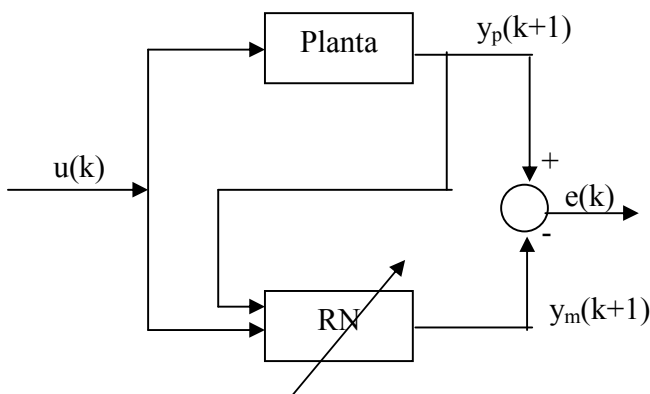 Planta
yₚ(k+1)
u(k)
+
e(k)
-
RN
yₘ(k+1)